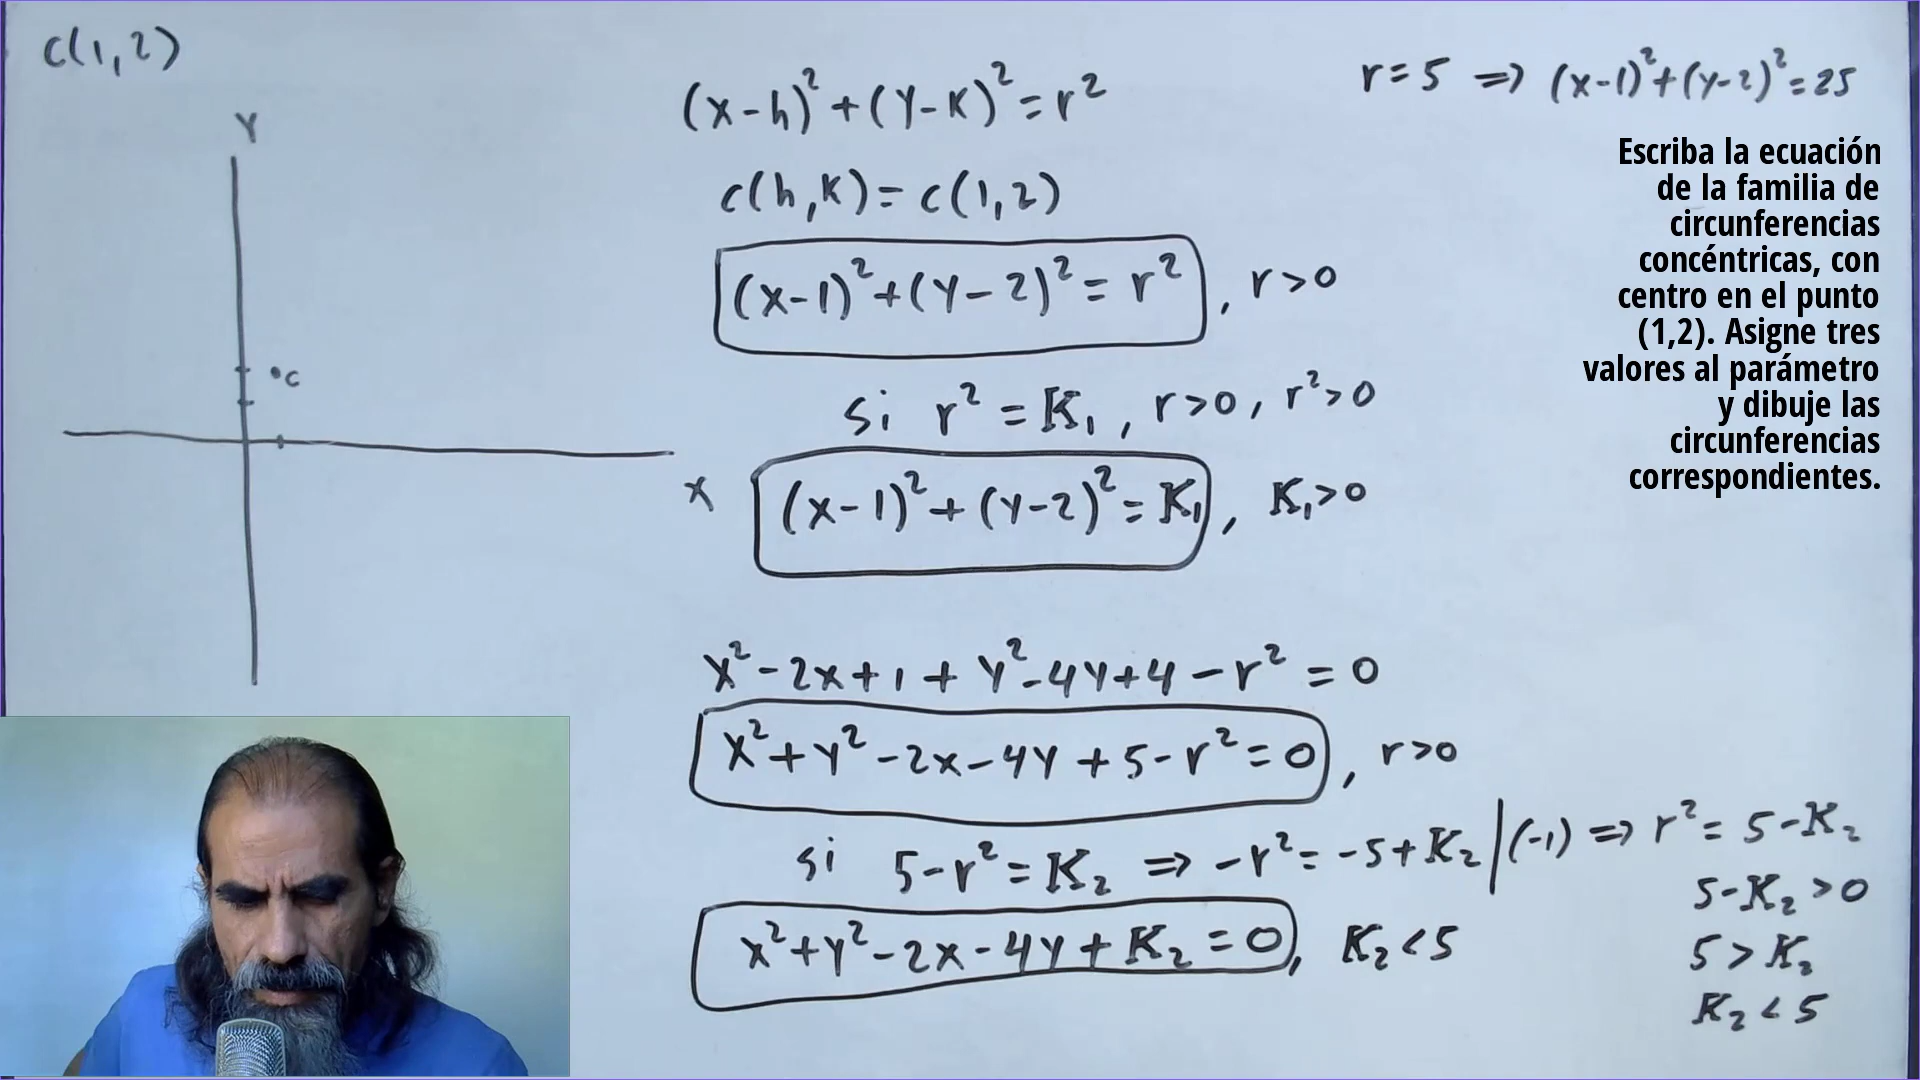 C(1,2)
Y
C
X
(x-h)²+(y-k)²=r²
C(h,k)=C(1,2)
(x-1)²+(y-2)²=r², r>0
si r²=K₁, r>0, r²>0
(x-1)²+(y-2)²=K₁, K₁>0
x²-2x+1+y²-4y+4-r²=0
x²+y²-2x-4y+5-r²=0, r>0
si 5-r²=K₂ ⇒ -r²=-5+K₂ |(-1) ⇒ r²=5-K₂
5-K₂>0
5>K₂
K₂<5
x²+y²-2x-4y+K₂=0, K₂<5
r=5 ⇒ (x-1)²+(y-2)²=25
Escriba la ecuación
de la familia de
circunferencias
concéntricas, con
centro en el punto
(1,2). Asigne tres
valores al parámetro
y dibuje las
circunferencias
correspondientes.